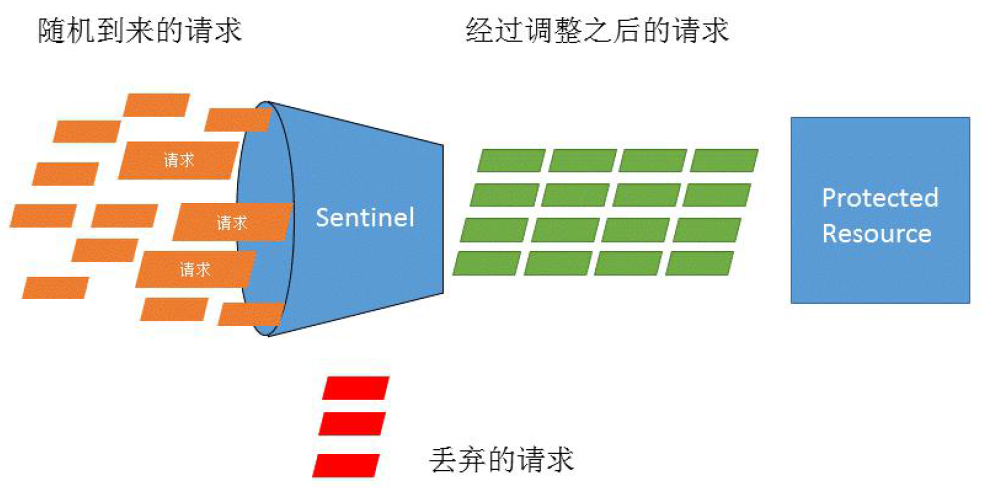 随机到来的请求
经过调整之后的请求
请求
请求
请求
Sentinel
Protected
Resource
丢弃的请求